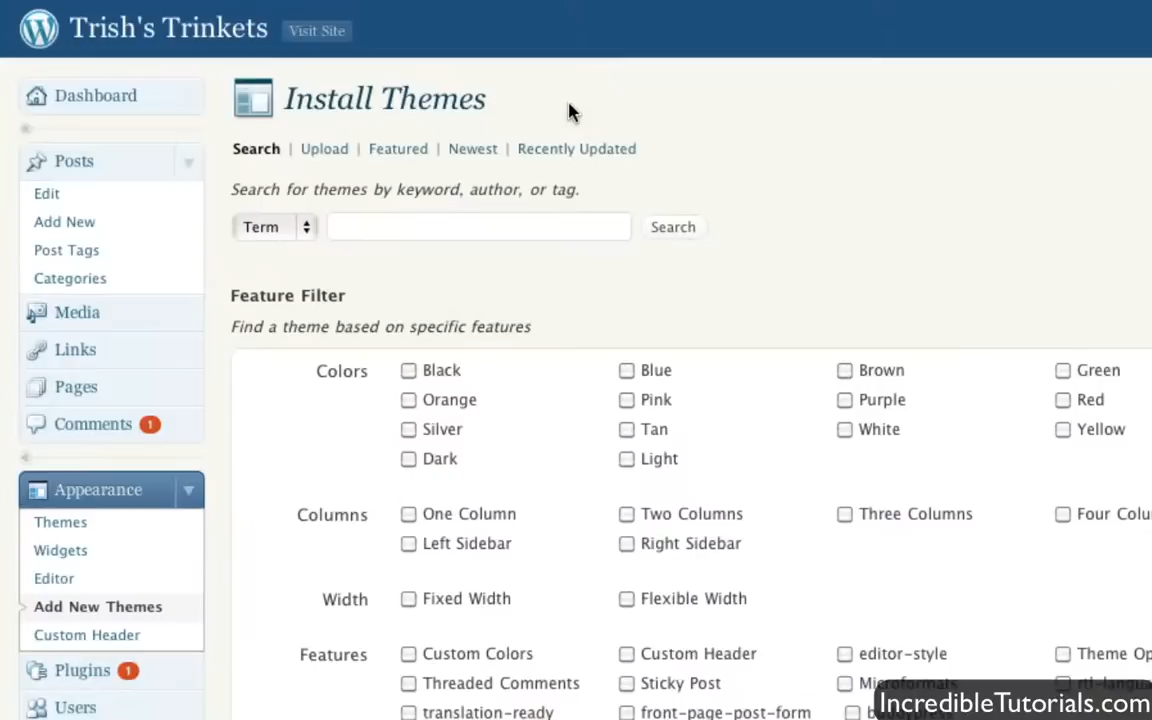 Trish's Trinkets Visit Site
Dashboard
Posts
Edit
Add New
Post Tags
Categories
Media
Links
Pages
Comments 1
Appearance
Themes
Widgets
Editor
Add New Themes
Custom Header
Plugins 1
Users
Install Themes
Search | Upload | Featured | Newest | Recently Updated
Search for themes by keyword, author, or tag.
Term Search
Feature Filter
Find a theme based on specific features
Colors Black Blue Brown Green
Orange Pink Purple Red
Silver Tan White Yellow
Dark Light
Columns One Column Two Columns Three Columns Four Colu
Left Sidebar Right Sidebar
Width Fixed Width Flexible Width
Features Custom Colors Custom Header editor-style Theme Op
Threaded Comments Sticky Post Microformats
translation-ready front-page-post-form
IncredibleTutorials.com